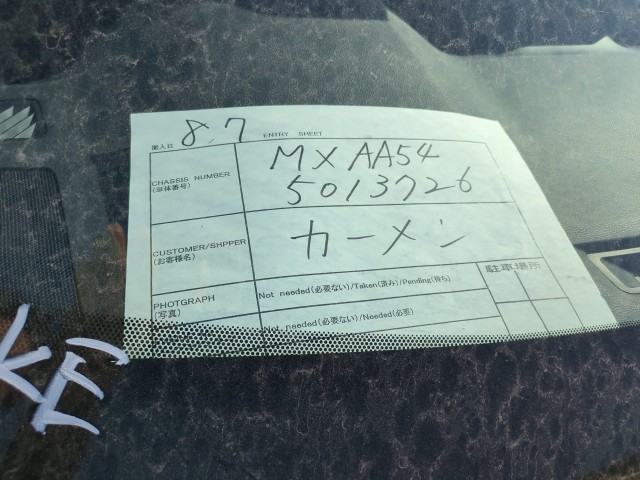 搬入日 8.7 ENTRY SHEET
CHASSIS NUMBER
(車体番号)
MXAA54
5013726
CUSTOMER/SHPPER
(お客様名)
カーメン
PHOTGRAPH
(写真)
Not needed(必要ない)/Taken(済み)/Pending(待ち)
駐車場所
Not needed(必要ない)/Needed(必要)
KE